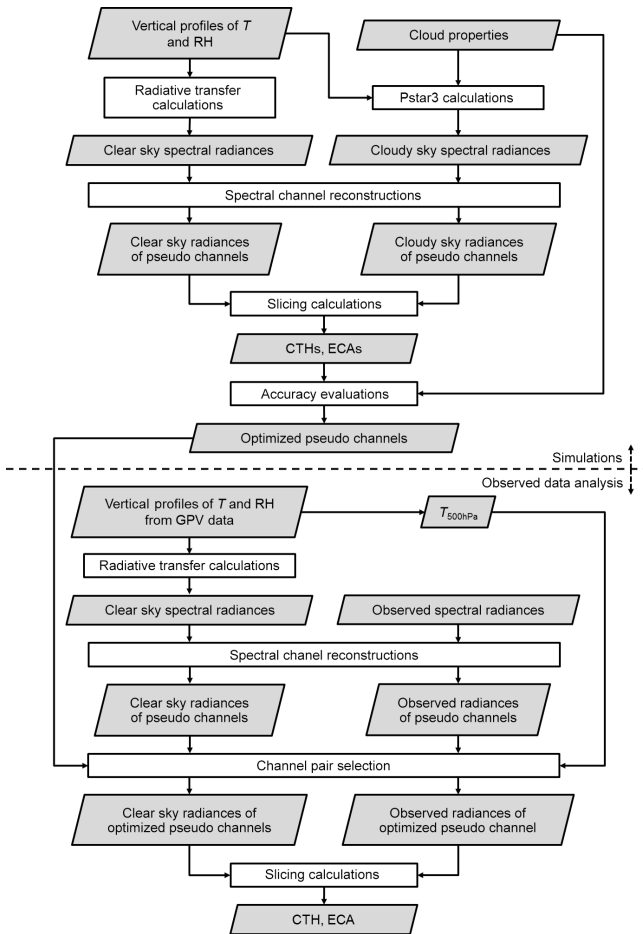 Vertical profiles of T
and RH
Cloud properties
Radiative transfer
calculations
Pstar3 calculations
Clear sky spectral radiances
Cloudy sky spectral radiances
Spectral channel reconstructions
Clear sky radiances
of pseudo channels
Cloudy sky radiances
of pseudo channels
Slicing calculations
CTHs, ECAs
Accuracy evaluations
Optimized pseudo channels
Simulations
Observed data analysis
Vertical profiles of T and RH
from GPV data
T500hPa
Radiative transfer calculations
Clear sky spectral radiances
Observed spectral radiances
Spectral chanel reconstructions
Clear sky radiances
of pseudo channels
Observed radiances
of pseudo channels
Channel pair selection
Clear sky radiances of
optimized pseudo channels
Observed radiances of
optimized pseudo channel
Slicing calculations
CTH, ECA